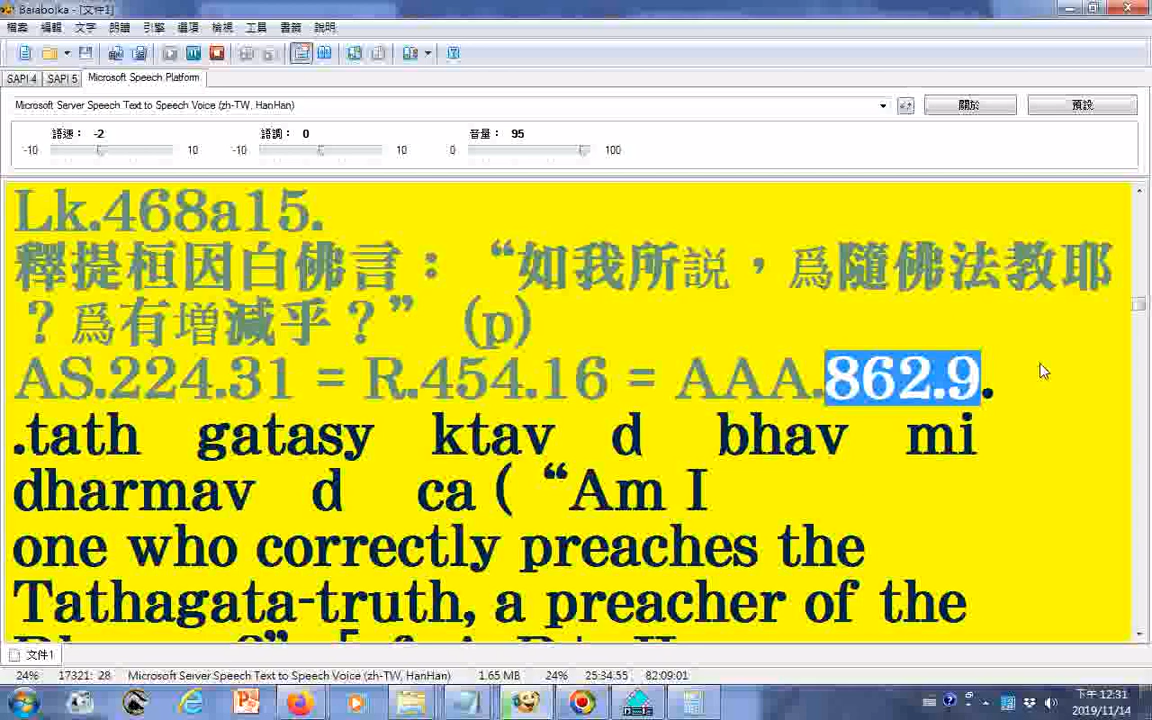 Balabolka - [文件1]
檔案 編輯 文字 朗讀 引擎 選項 檢視 工具 書籤 說明
SAPI 4 SAPI 5 Microsoft Speech Platform
Microsoft Server Speech Text to Speech Voice (zh-TW, HanHan) 關於 預設
語速： -2 語調： 0 音量： 95
-10 10 -10 10 0 100
Lk.468a15.
釋提桓因白佛言：“如我所説，爲隨佛法教耶
？爲有増減乎？” (p)
AS.224.31 = R.454.16 = AAA.862.9.
.tath gatasy ktav d bhav mi
dharmav d ca ( “Am I
one who correctly preaches the
Tathagata-truth, a preacher of the
文件1
24% 17321: 28 Microsoft Server Speech Text to Speech Voice (zh-TW, HanHan) 1.65 MB 24% 25:34:55 82:09:01
下午 12:31
2019/11/14